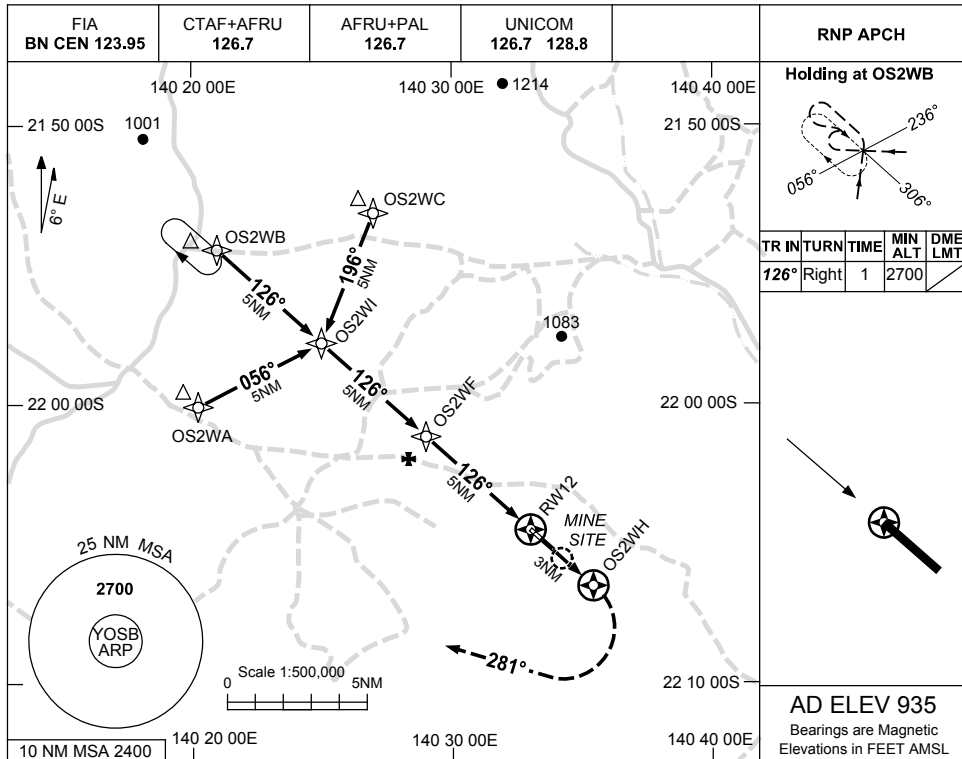 FIA
BN CEN 123.95
CTAF+AFRU
126.7
AFRU+PAL
126.7
UNICOM
126.7 128.8
RNP APCH
140 20 00E
140 30 00E
1214
140 40 00E
Holding at OS2WB
236°
056°
306°
21 50 00S
1001
21 50 00S
6° E
OS2WC
OS2WB
TR IN TURN TIME MIN ALT DME LMT
126° Right 1 2700
126°
5NM
196°
5NM
OS2WI
1083
056°
5NM
22 00 00S
OS2WA
126°
5NM
OS2WF
22 00 00S
126°
5NM
RW12
MINE
SITE
3NM
OS2WH
25 NM MSA
2700
YOSB
ARP
281°
Scale 1:500,000
0 5NM
22 10 00S
10 NM MSA 2400
140 20 00E
140 30 00E
140 40 00E
AD ELEV 935
Bearings are Magnetic
Elevations in FEET AMSL